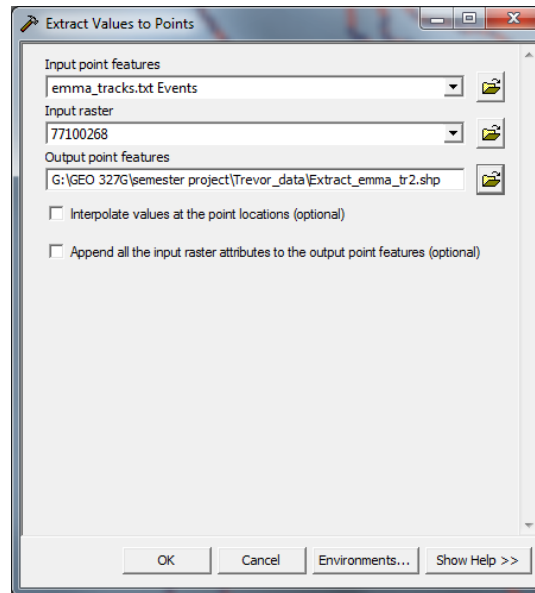 Extract Values to Points
Input point features
emma_tracks.txt Events
Input raster
77100268
Output point features
G:\GEO 327G\semester project\Trevor_data\Extract_emma_tr2.shp
Interpolate values at the point locations (optional)
Append all the input raster attributes to the output point features (optional)
OK Cancel Environments... Show Help >>